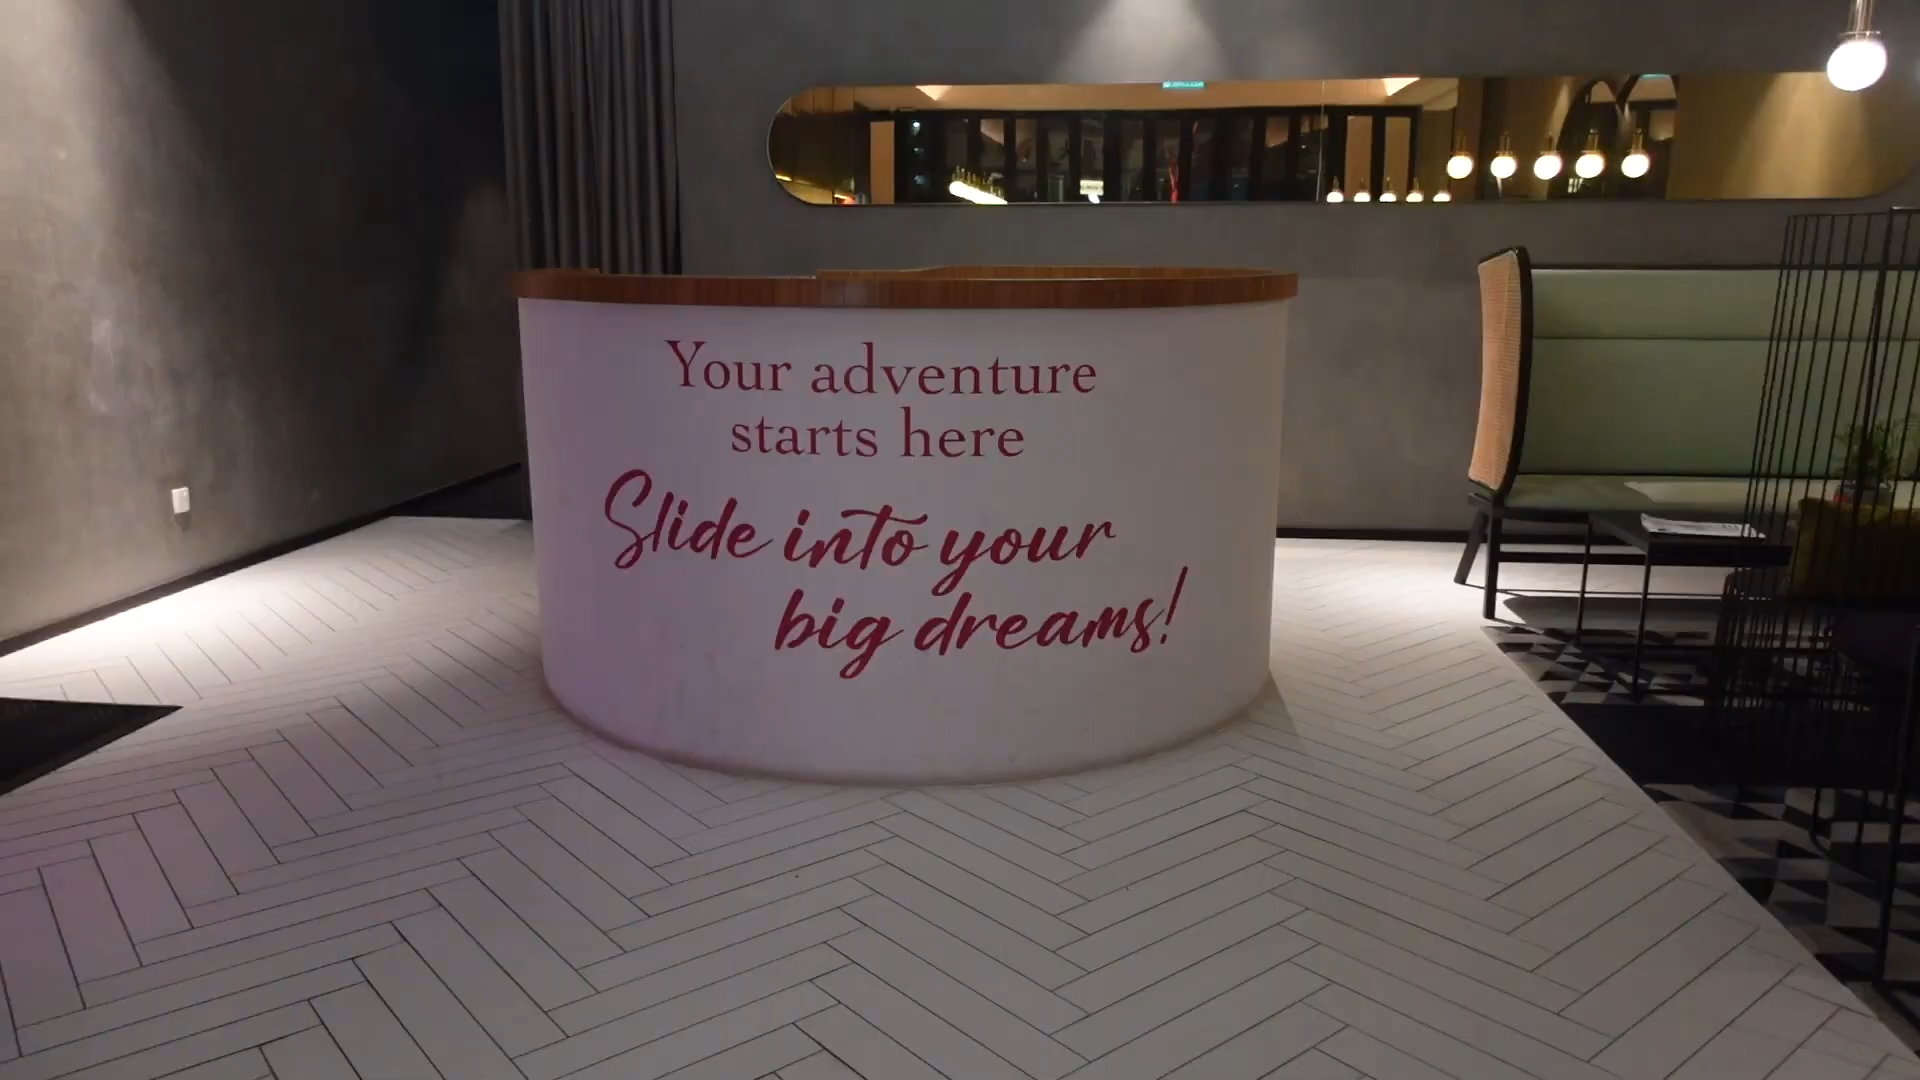 Your adventure
starts here
Slide into your
big dreams!